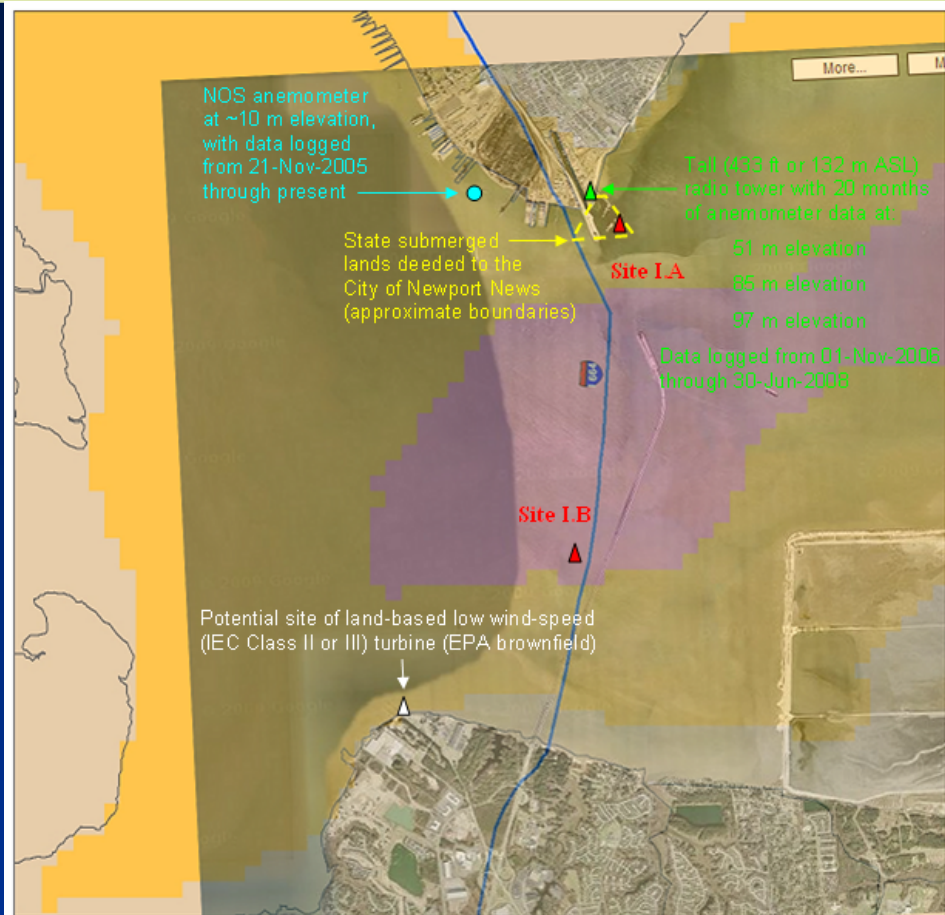 More...
M
NOS anemometer
at ~10 m elevation,
with data logged
from 21-Nov-2005
through present
Tall (433 ft or 132 m ASL)
radio tower with 20 months
of anemometer data at:
61 m elevation
85 m elevation
97 m elevation
Data logged from 01-Nov-2006
through 30-Jun-2008
State submerged
lands deeded to the
City of Newport News
(approximate boundaries)
Site I.A
664
Site I.B
Potential site of land-based low wind-speed
(IEC Class II or III) turbine (EPA brownfield)